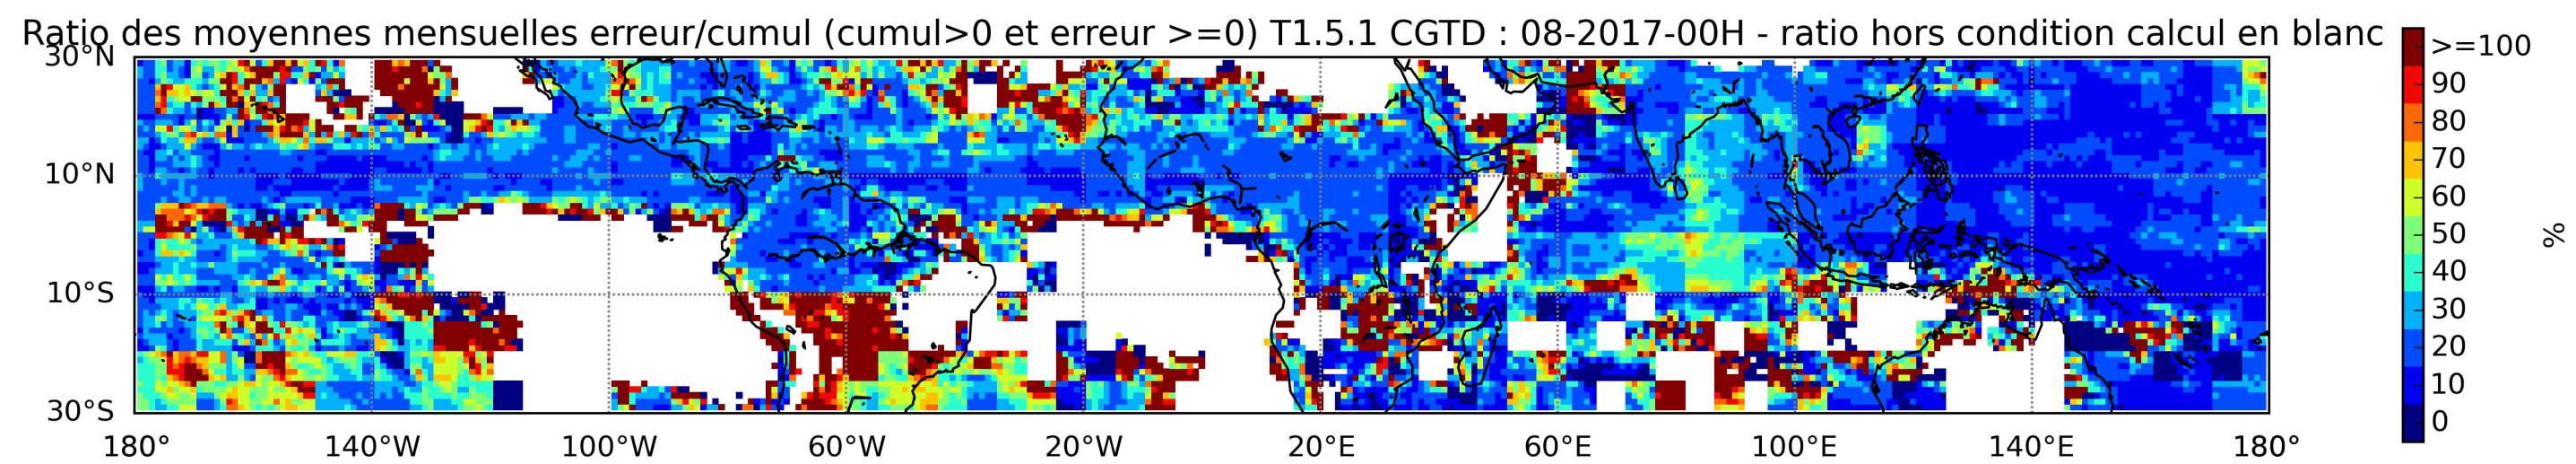 Ratio des moyennes mensuelles erreur/cumul (cumul>0 et erreur >=0) T1.5.1 CGTD : 08-2017-00H - ratio hors condition calcul en blanc
30°N
10°N
10°S
30°S
180°
140°W
100°W
60°W
20°W
20°E
60°E
100°E
140°E
180°
>=100
90
80
70
60
50
40
30
20
10
0
%